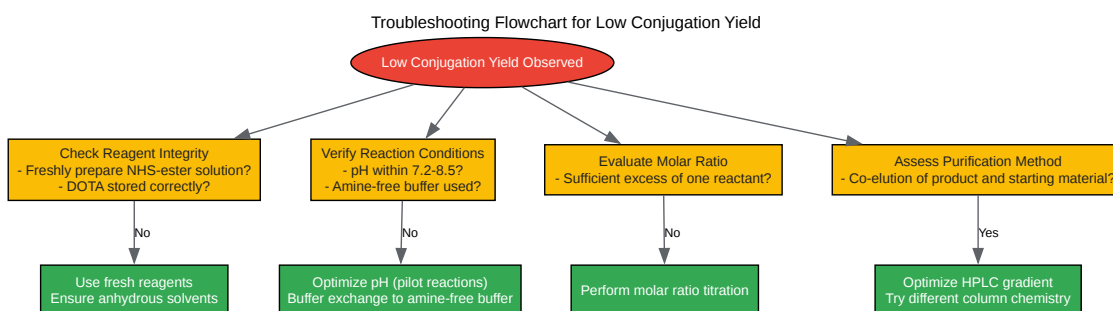 Troubleshooting Flowchart for Low Conjugation Yield
Low Conjugation Yield Observed
Check Reagent Integrity
- Freshly prepare NHS-ester solution?
- DOTA stored correctly?
Verify Reaction Conditions
- pH within 7.2-8.5?
- Amine-free buffer used?
Evaluate Molar Ratio
- Sufficient excess of one reactant?
Assess Purification Method
- Co-elution of product and starting material?
No
No
No
Yes
Use fresh reagents
Ensure anhydrous solvents
Optimize pH (pilot reactions)
Buffer exchange to amine-free buffer
Perform molar ratio titration
Optimize HPLC gradient
Try different column chemistry